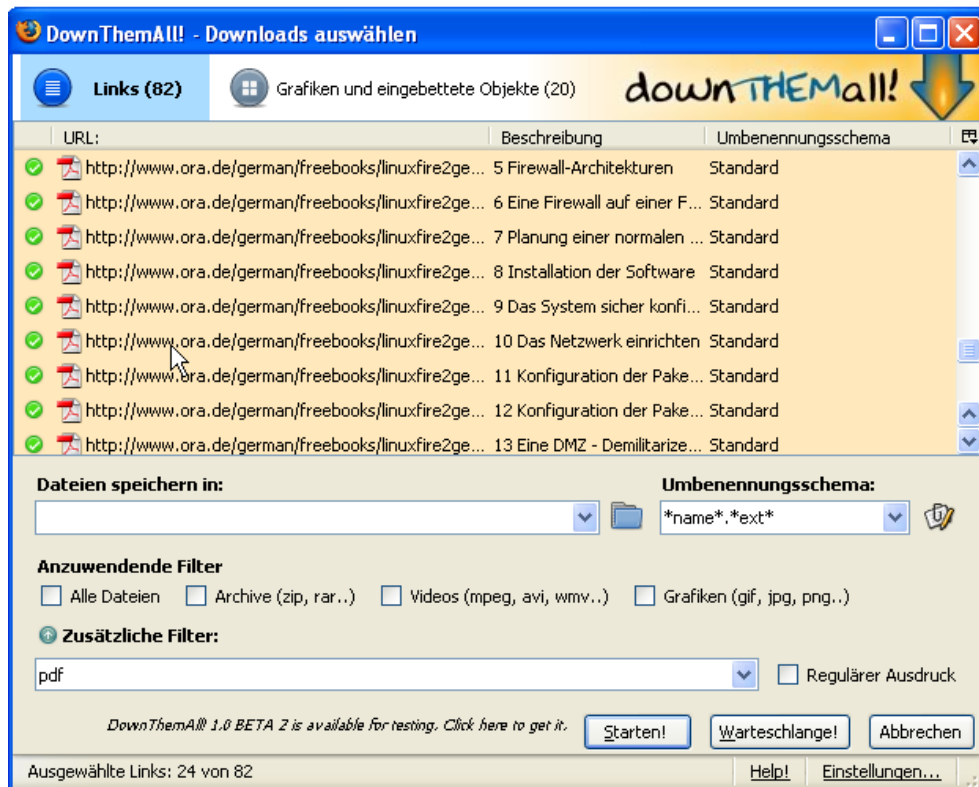 DownThemAll! - Downloads auswählen
Links (82)
Grafiken und eingebettete Objekte (20)
downTHEMall!
URL: Beschreibung Umbenennungsschema
http://www.ora.de/german/freebooks/linuxfire2ge... 5 Firewall-Architekturen Standard
http://www.ora.de/german/freebooks/linuxfire2ge... 6 Eine Firewall auf einer F... Standard
http://www.ora.de/german/freebooks/linuxfire2ge... 7 Planung einer normalen ... Standard
http://www.ora.de/german/freebooks/linuxfire2ge... 8 Installation der Software Standard
http://www.ora.de/german/freebooks/linuxfire2ge... 9 Das System sicher konfi... Standard
http://www.ora.de/german/freebooks/linuxfire2ge... 10 Das Netzwerk einrichten Standard
http://www.ora.de/german/freebooks/linuxfire2ge... 11 Konfiguration der Pake... Standard
http://www.ora.de/german/freebooks/linuxfire2ge... 12 Konfiguration der Pake... Standard
http://www.ora.de/german/freebooks/linuxfire2ge... 13 Eine DMZ - Demilitarize... Standard
Dateien speichern in: Umbenennungsschema:
*name*.*ext*
Anzuwendende Filter
Alle Dateien Archive (zip, rar..) Videos (mpeg, avi, wmv..) Grafiken (gif, jpg, png..)
Zusätzliche Filter:
pdf Regulärer Ausdruck
DownThemAll! 1.0 BETA 2 is available for testing. Click here to get it. Starten! Warteschlange! Abbrechen
Ausgewählte Links: 24 von 82 Help! Einstellungen...